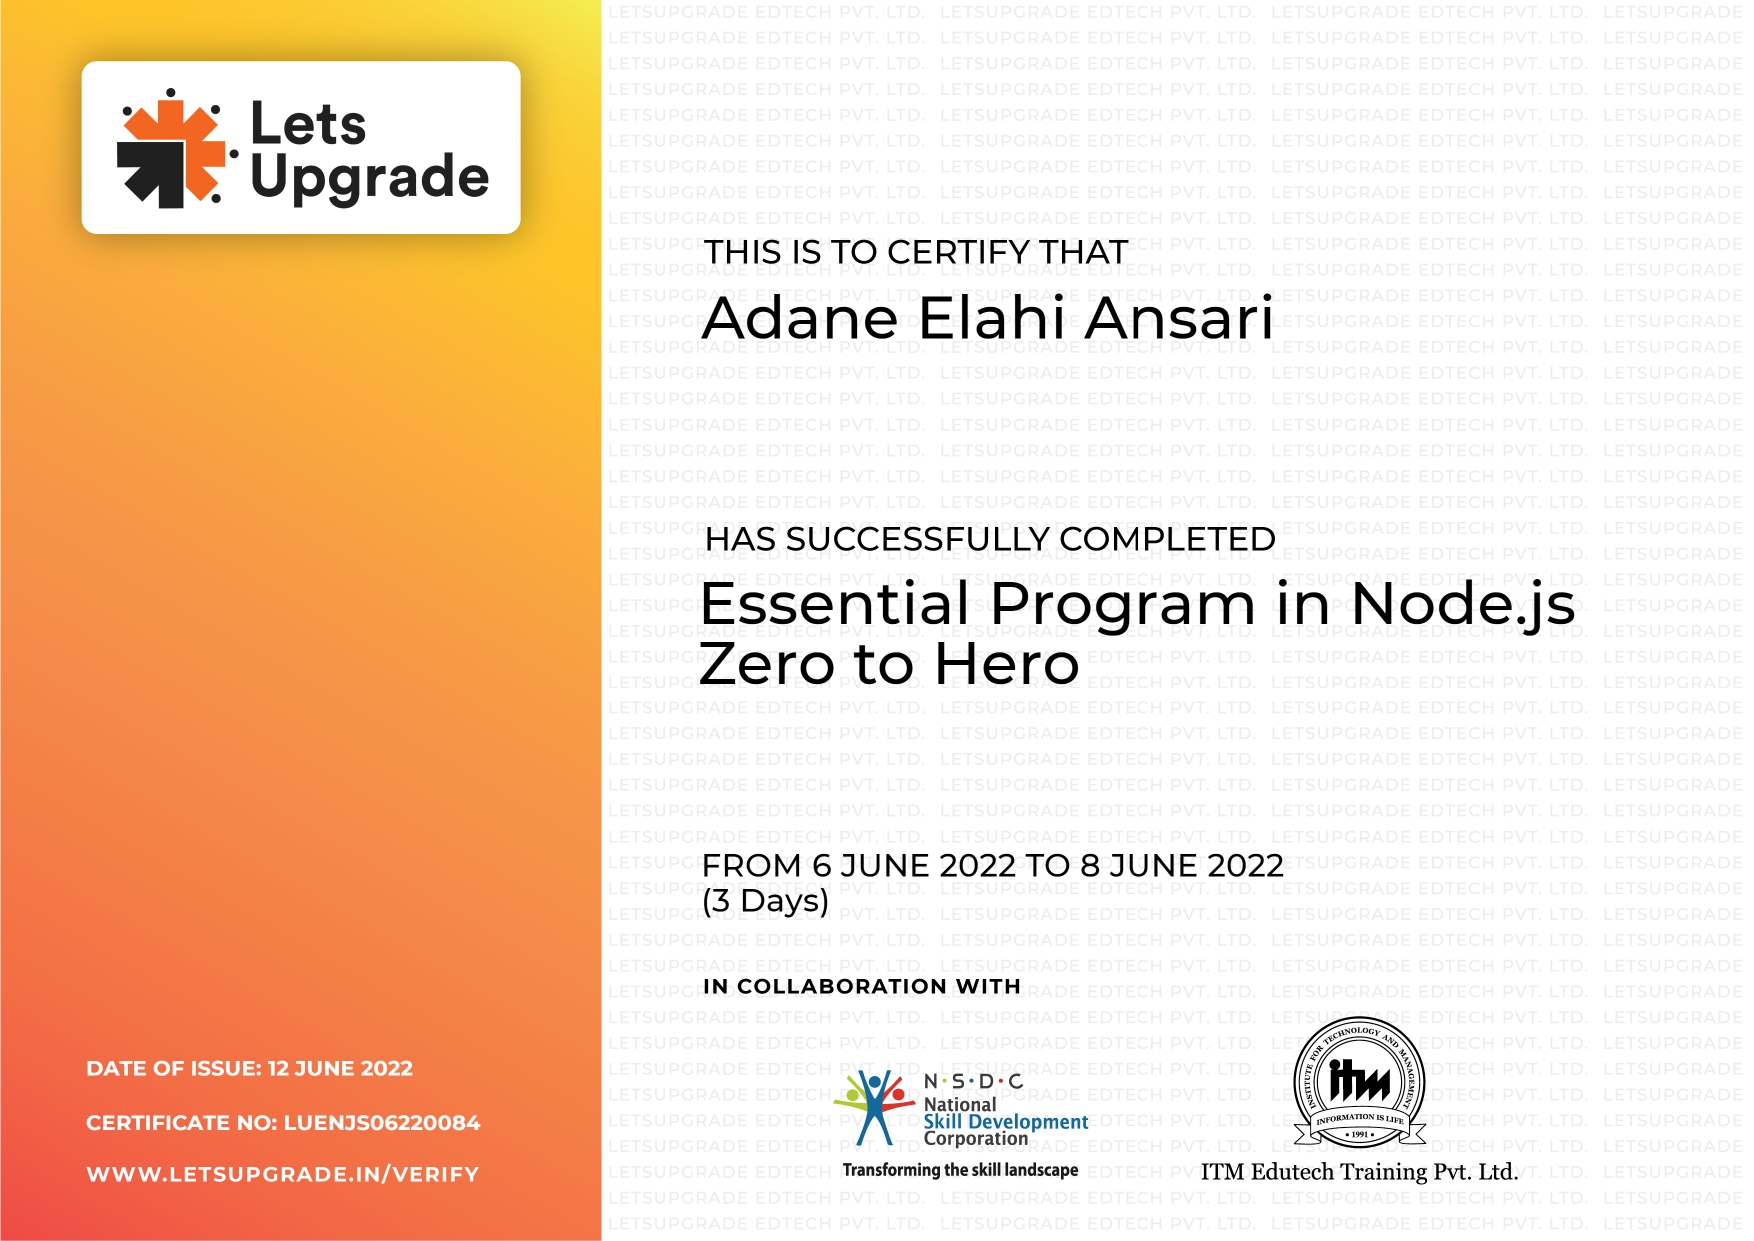 Lets
Upgrade
THIS IS TO CERTIFY THAT
Adane Elahi Ansari
HAS SUCCESSFULLY COMPLETED
Essential Program in Node.js
Zero to Hero
FROM 6 JUNE 2022 TO 8 JUNE 2022
(3 Days)
IN COLLABORATION WITH
DATE OF ISSUE: 12 JUNE 2022
CERTIFICATE NO: LUENJS06220084
WWW.LETSUPGRADE.IN/VERIFY
N·S·D·C
National
Skill Development
Corporation
Transforming the skill landscape
INSTITUTE FOR TECHNOLOGY AND MANAGEMENT
itm
INFORMATION IS LIFE
• 1991 •
ITM Edutech Training Pvt. Ltd.
LETSUPGRADE EDTECH PVT. LTD.